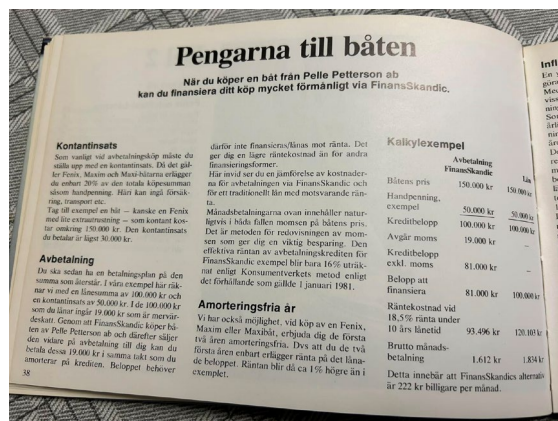 Pengarna till båten
När du köper en båt från Pelle Petterson ab
kan du finansiera ditt köp mycket förmånligt via FinansSkandic.
Kontantinsats
Som vanligt vid avbetalningsköp måste du
ställa upp med en kontantinsats. Då det gäl-
ler Fenix, Maxim och Maxi-båtarna erlägger
du enbart 20% av den totala köpesumman
såsom handpenning. Häri kan ingå försäk-
ring, transport etc.
Tag till exempel en båt — kanske en Fenix
med lite extrautrustning — som kontant kos-
tar omkring 150.000 kr. Den kontantinsats
du betalar är lägst 30.000 kr.
Avbetalning
Du ska sedan ha en betalningsplan på den
summa som återstår. I våra exempel här räk-
nar vi med en lånesumma av 100.000 kr och
en kontantinsats av 50.000 kr. I de 100.000 kr
som du lånar ingår 19.000 kr som är mervär-
deskatt. Genom att FinansSkandic köper bå-
ten av Pelle Petterson ab och därefter säljer
den vidare på avbetalning till dig kan du
betala dessa 19.000 kr i samma takt som du
amorterar på krediten. Beloppet behöver
38
därför inte finansieras/lånas mot ränta. Det
ger dig en lägre räntekostnad än för andra
finansieringsformer.
Här invid ser du en jämförelse av kostnader-
na för avbetalningen via FinansSkandic och
för ett traditionellt lån med motsvarande rän-
ta.
Månadsbetalningarna ovan innehåller natur-
ligtvis i båda fallen momsen på båtens pris.
Det är metoden för redovisningen av mom-
sen som ger dig en viktig besparing. Den
effektiva räntan av avbetalningskrediten för
FinansSkandic exemplet blir bara 16% uträk-
nat enligt Konsumentverkets metod enligt
det förhållande som gällde 1 januari 1981.
Amorteringsfria år
Vi har också möjlighet, vid köp av en Fenix,
Maxim eller Maxibåt, erbjuda dig de första
två åren amorteringsfria. Dvs att du de två
första åren enbart erlägger ränta på det låna-
de beloppet. Räntan blir då ca 1% högre än i
exemplet.
Kalkylexempel
Avbetalning
FinansSkandic Lån
Båtens pris 150.000 kr 150.000 kr
Handpenning,
exempel 50.000 kr 50.000 kr
Kreditbelopp 100.000 kr 100.000 kr
Avgår moms 19.000 kr
Kreditbelopp
exkl. moms 81.000 kr
Belopp att
finansiera 81.000 kr 100.000 kr
Räntekostnad vid
18,5% ränta under
10 års lånetid 93.496 kr 120.103 kr
Brutto månads-
betalning 1.612 kr 1.834 kr
Detta innebär att FinansSkandics alternativ
är 222 kr billigare per månad.